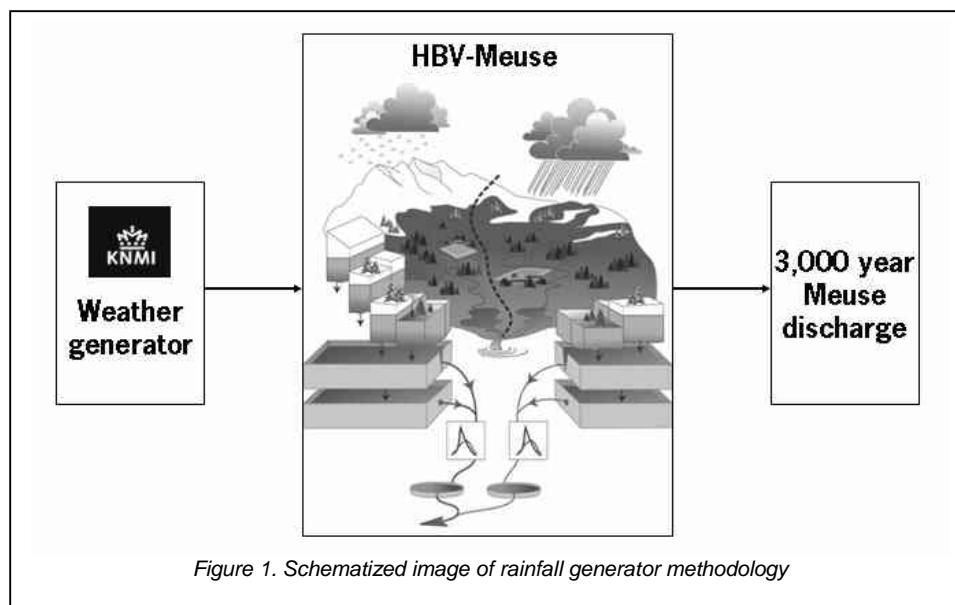 HBV-Meuse
KNMI
Weather
generator
3,000 year
Meuse
discharge
Figure 1. Schematized image of rainfall generator methodology